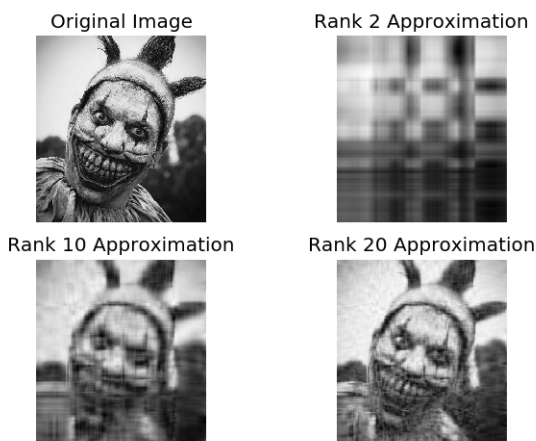 Original Image
Rank 2 Approximation
Rank 10 Approximation
Rank 20 Approximation